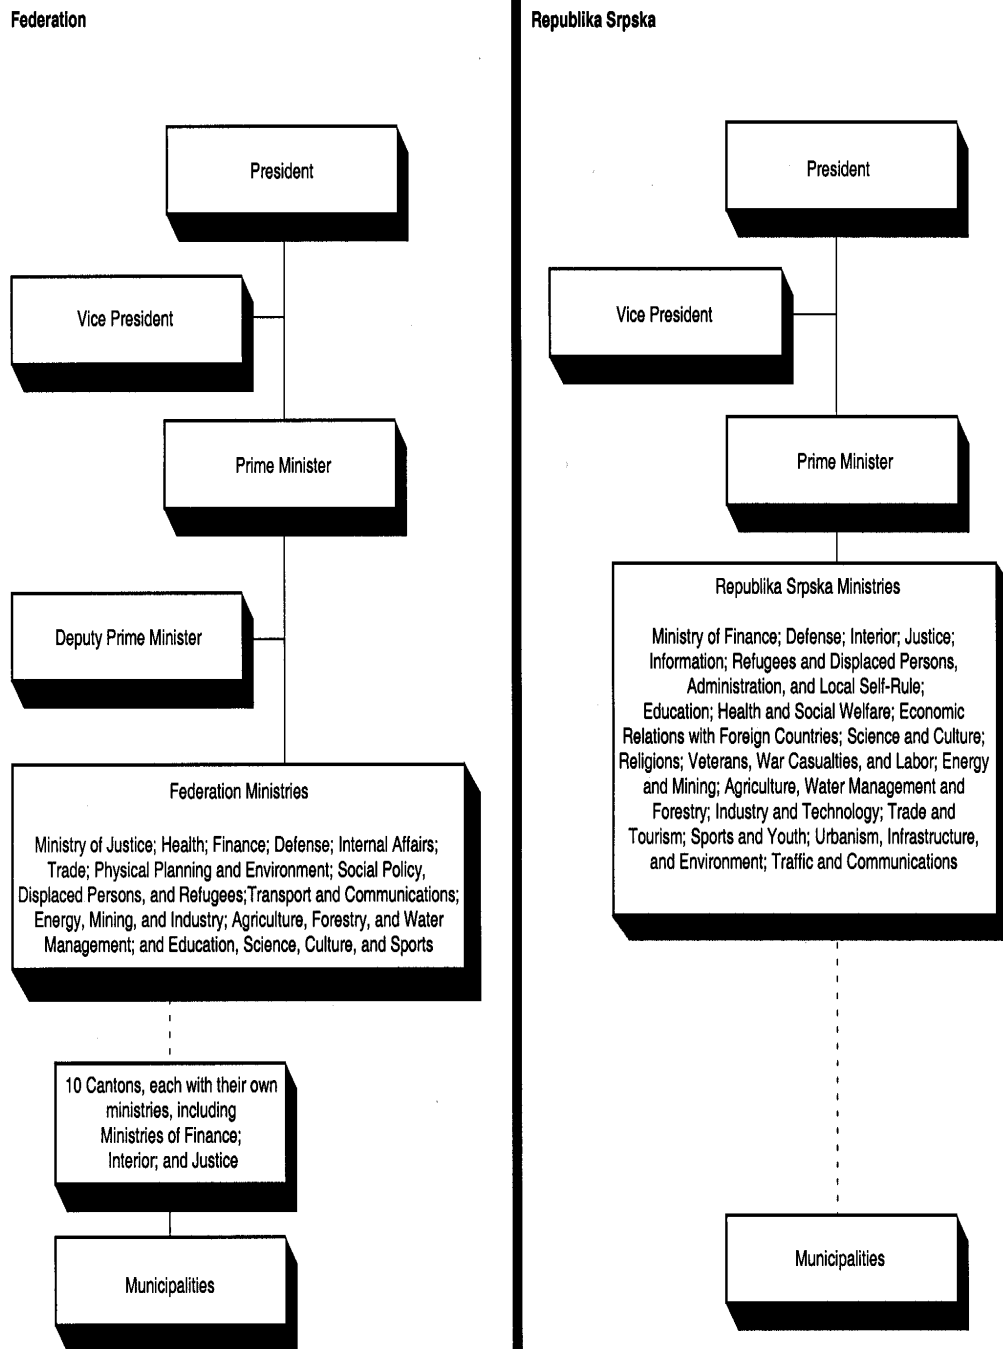 Federation
President
Vice President
Prime Minister
Deputy Prime Minister
Federation Ministries
Ministry of Justice; Health; Finance; Defense; Internal Affairs;
Trade; Physical Planning and Environment; Social Policy,
Displaced Persons, and Refugees;Transport and Communications;
Energy, Mining, and Industry; Agriculture, Forestry, and Water
Management; and Education, Science, Culture, and Sports
10 Cantons, each with their own
ministries, including
Ministries of Finance;
Interior; and Justice
Municipalities
Republika Srpska
President
Vice President
Prime Minister
Republika Srpska Ministries
Ministry of Finance; Defense; Interior; Justice;
Information; Refugees and Displaced Persons,
Administration, and Local Self-Rule;
Education; Health and Social Welfare; Economic
Relations with Foreign Countries; Science and Culture;
Religions; Veterans, War Casualties, and Labor; Energy
and Mining; Agriculture, Water Management and
Forestry; Industry and Technology; Trade and
Tourism; Sports and Youth; Urbanism, Infrastructure,
and Environment; Traffic and Communications
Municipalities